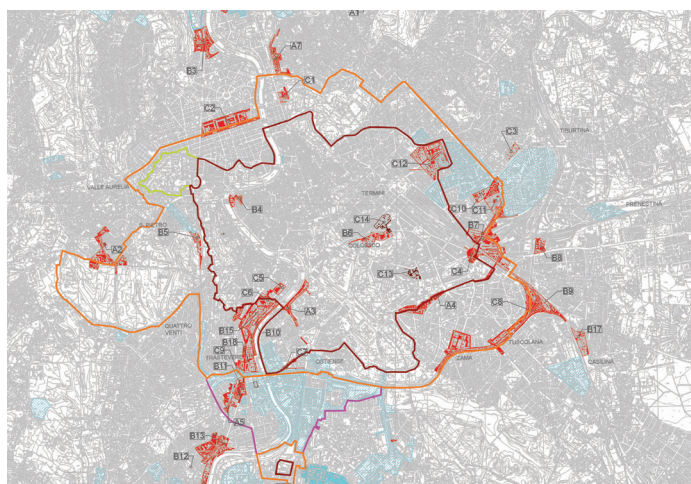 A1
B3
A7
C1
C2
C3
TIBURTINA
C12
VALLE AURELIA
TERMINI
B4
C10
C11
PRENESTINA
C14
B7
S.PIETRO
B5
B6
COLOSSEO
A2
B8
C4
C13
C5
C6
C8
B9
A3
A4
QUATTRO
VENTI
B15
B10
B17
B16
TUSCOLANA
C9
TRASTEVERE
C7
OSTIENSE
ZAMA
CASILINA
B11
A5
B13
B12